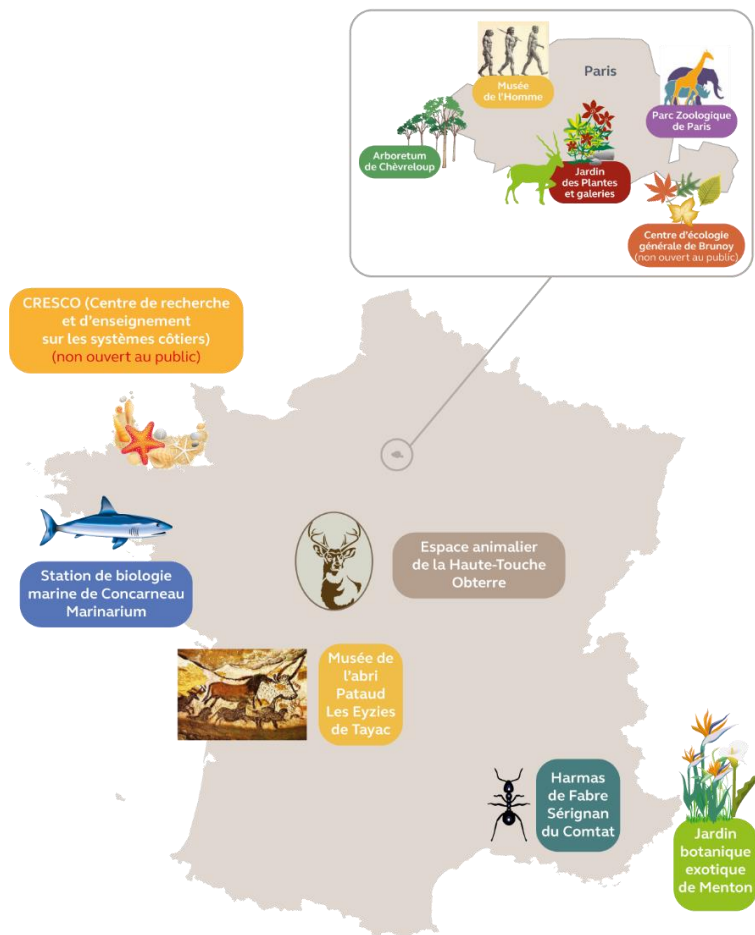 Paris
Musée
de l'Homme
Parc Zoologique
de Paris
Arboretum
de Chèvreloup
Jardin
des Plantes
et galeries
Centre d'écologie
générale de Brunoy
(non ouvert au public)
CRESCO (Centre de recherche
et d'enseignement
sur les systèmes côtiers)
(non ouvert au public)
Station de biologie
marine de Concarneau
Marinarium
Espace animalier
de la Haute-Touche
Obterre
Musée de
l'abri
Pataud
Les Eyzies
de Tayac
Harmas
de Fabre
Sérignan
du Comtat
Jardin
botanique
exotique
de Menton